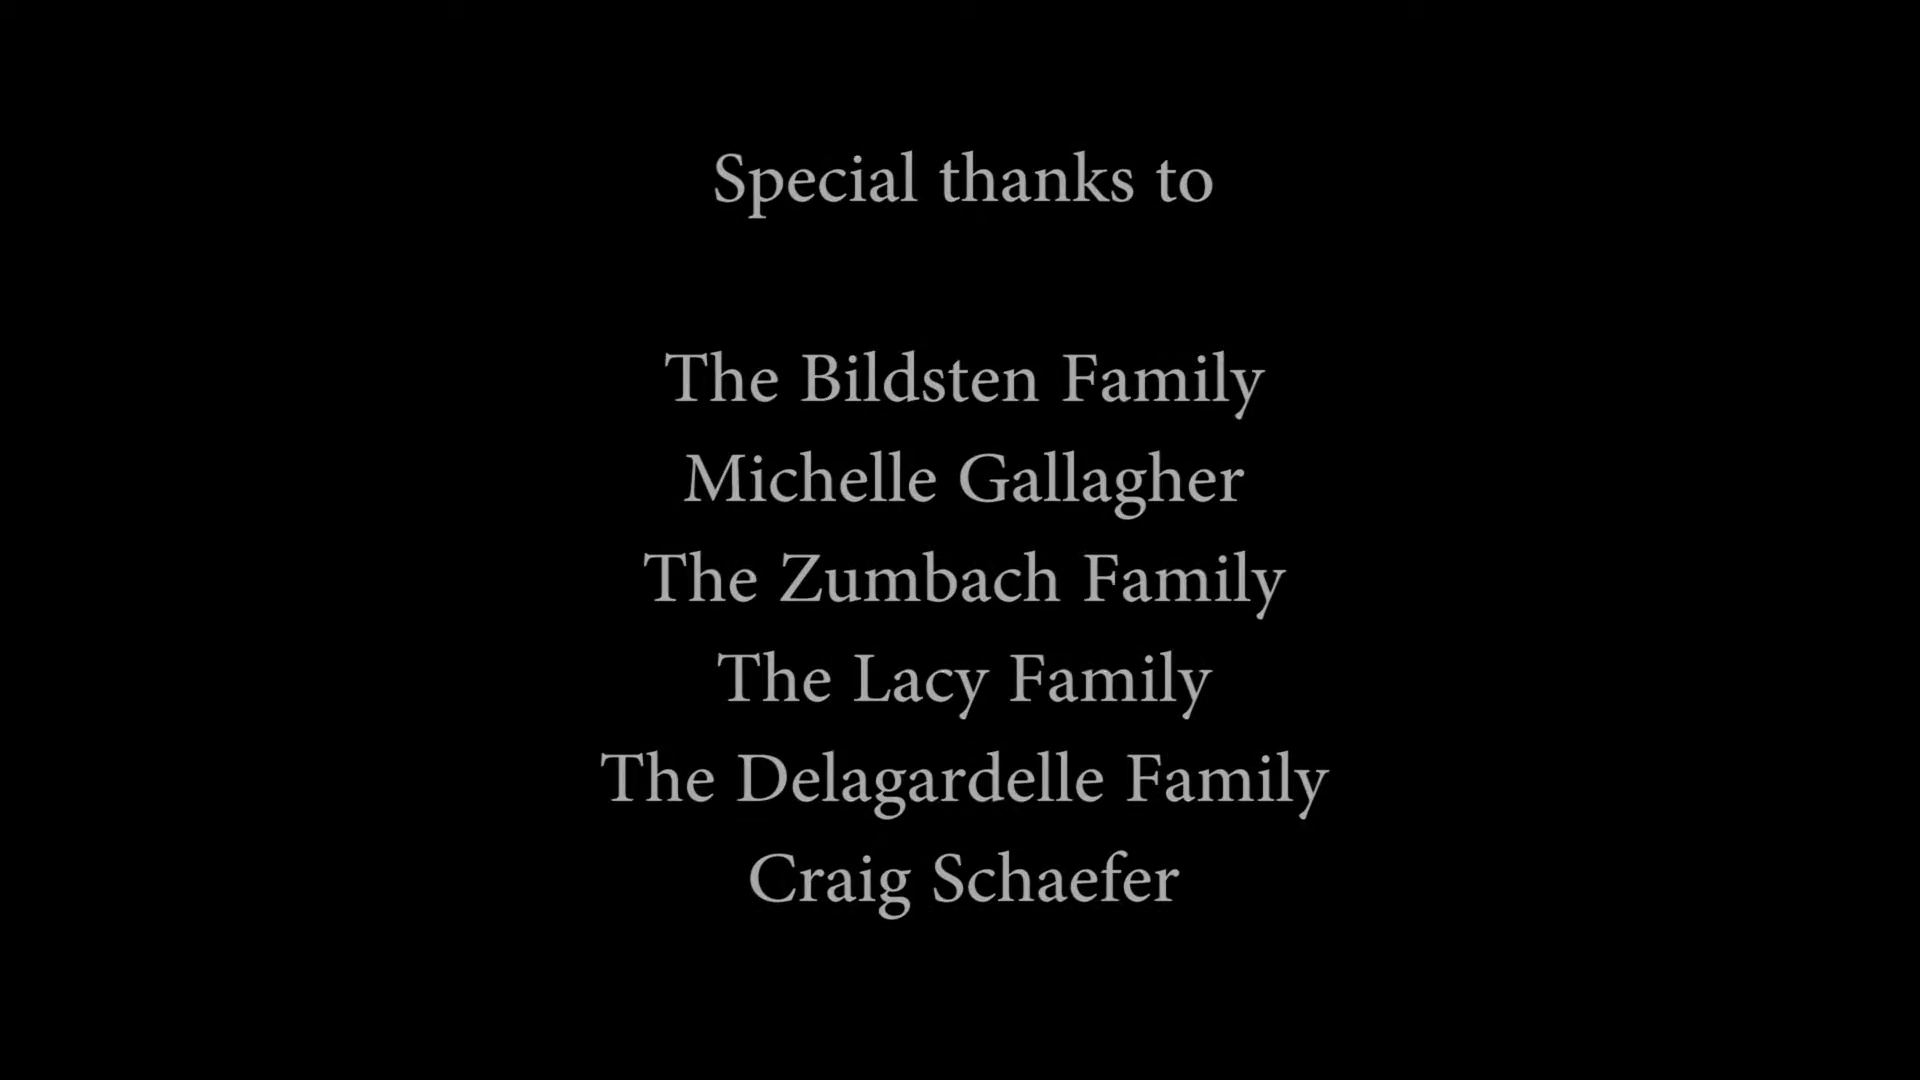 Special thanks to
The Bildsten Family
Michelle Gallagher
The Zumbach Family
The Lacy Family
The Delagardelle Family
Craig Schaefer